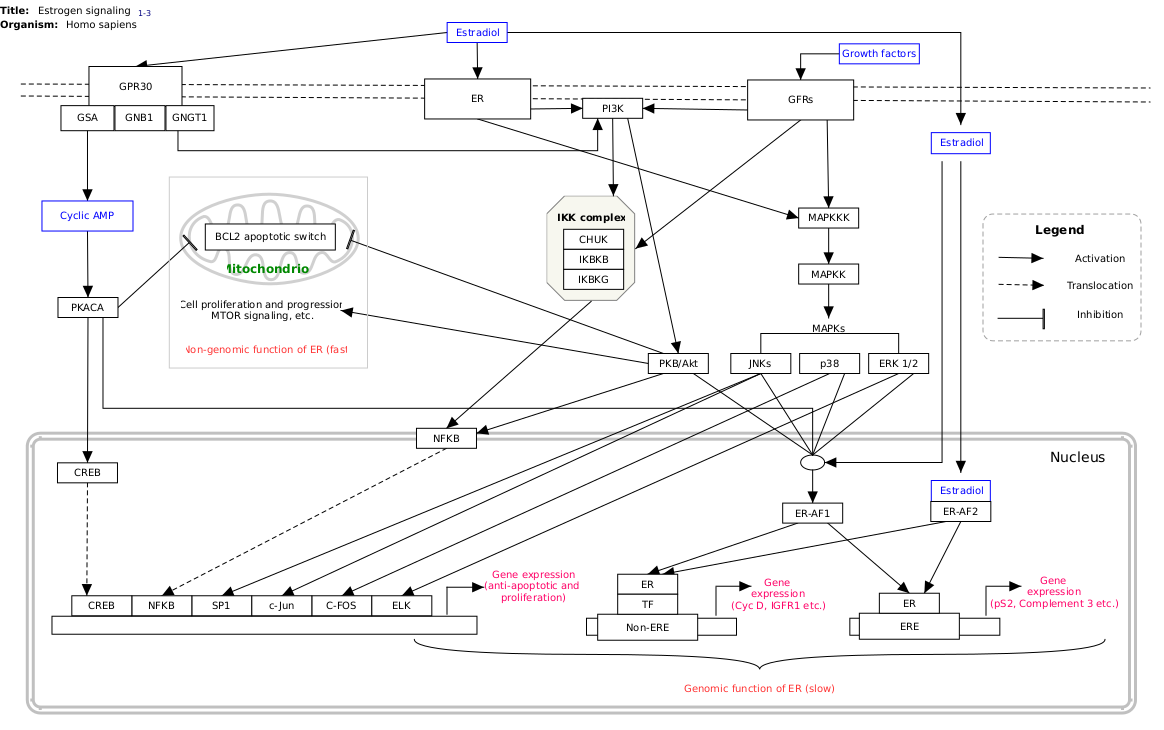 Title: Estrogen signaling 1-3
Organism: Homo sapiens
Estradiol
Growth factors
GPR30
GSA GNB1 GNGT1
ER
PI3K
GFRs
Estradiol
Cyclic AMP
BCL2 apoptotic switch
Mitochondrio
Cell proliferation and progression
MTOR signaling, etc.
Non-genomic function of ER (fast
IKK complex
CHUK
IKBKB
IKBKG
MAPKKK
MAPKK
MAPKs
Legend
Activation
Translocation
Inhibition
PKACA
PKB/Akt
JNKs
p38
ERK 1/2
NFKB
Nucleus
CREB
Estradiol
ER-AF1
ER-AF2
CREB NFKB SP1 c-Jun C-FOS ELK
Gene expression
(anti-apoptotic and
proliferation)
ER
TF
Non-ERE
Gene
expression
(Cyc D, IGFR1 etc.)
ER
ERE
Gene
expression
(pS2, Complement 3 etc.)
Genomic function of ER (slow)